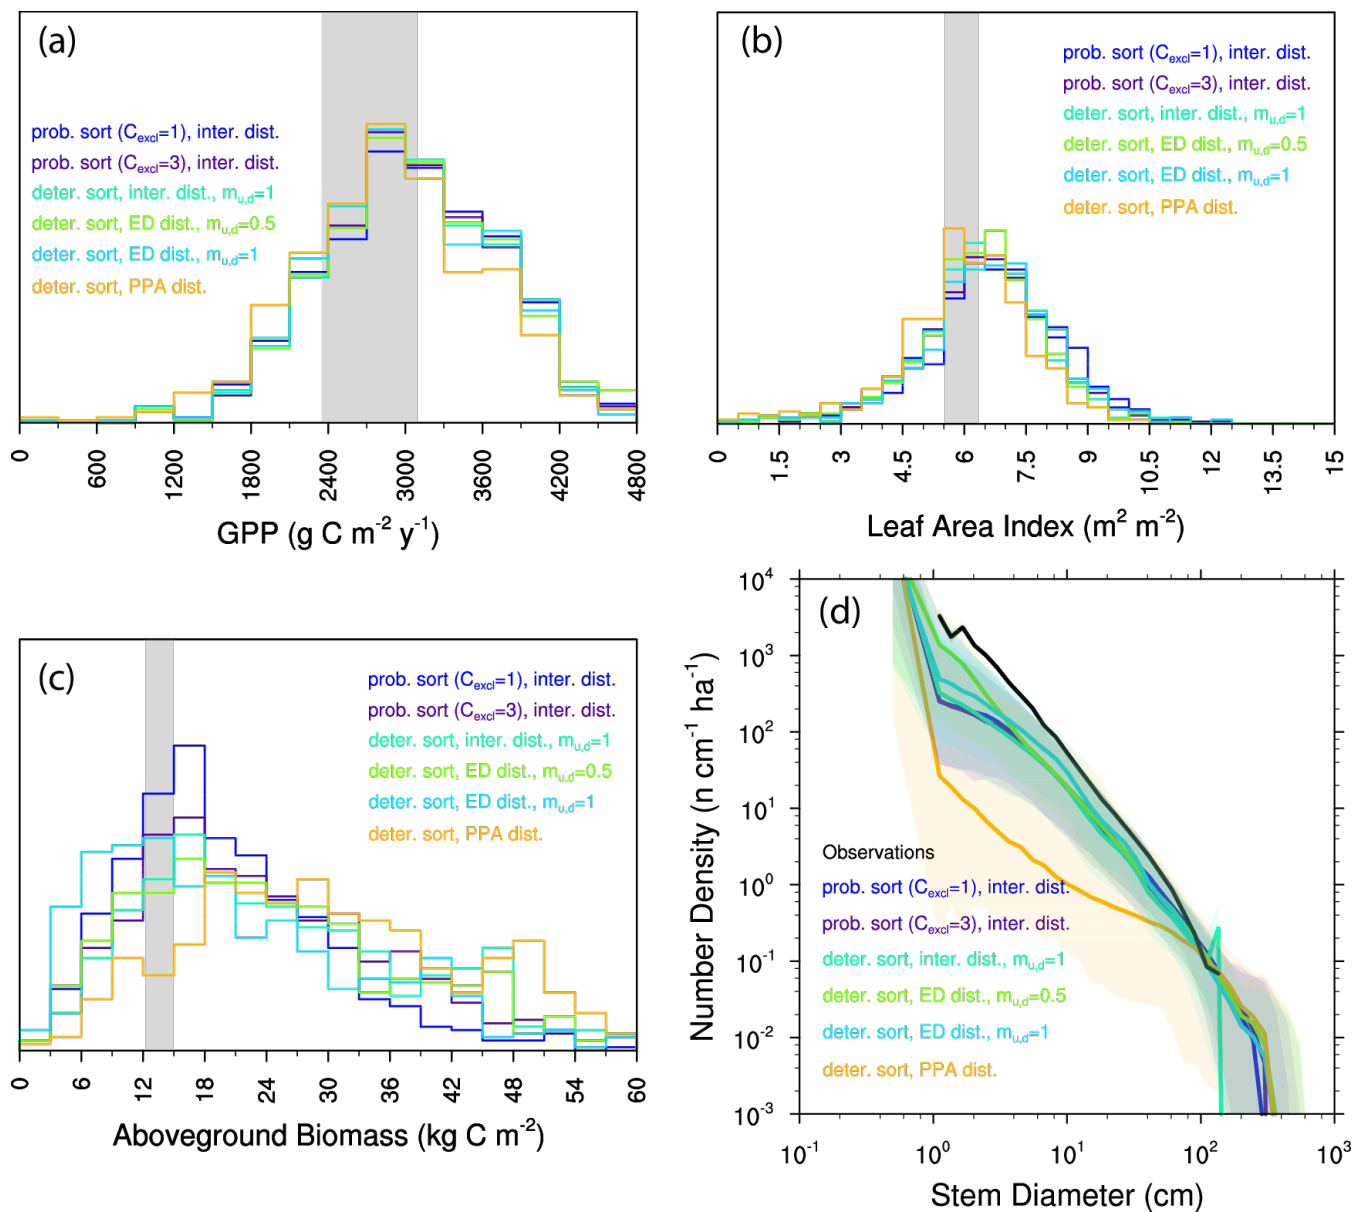 (a)
prob. sort (Cexcl=1), inter. dist.
prob. sort (Cexcl=3), inter. dist.
deter. sort, inter. dist., mu,d=1
deter. sort, ED dist., mu,d=0.5
deter. sort, ED dist., mu,d=1
deter. sort, PPA dist.
0 600 1200 1800 2400 3000 3600 4200 4800
GPP (g C m-2 y-1)
(b)
prob. sort (Cexcl=1), inter. dist.
prob. sort (Cexcl=3), inter. dist.
deter. sort, inter. dist., mu,d=1
deter. sort, ED dist., mu,d=0.5
deter. sort, ED dist., mu,d=1
deter. sort, PPA dist.
0 1.5 3 4.5 6 7.5 9 10.5 12 13.5 15
Leaf Area Index (m2 m-2)
(c)
prob. sort (Cexcl=1), inter. dist.
prob. sort (Cexcl=3), inter. dist.
deter. sort, inter. dist., mu,d=1
deter. sort, ED dist., mu,d=0.5
deter. sort, ED dist., mu,d=1
deter. sort, PPA dist.
0 6 12 18 24 30 36 42 48 54 60
Aboveground Biomass (kg C m-2)
(d)
Number Density (n cm-1 ha-1)
104
103
102
101
100
10-1
10-2
10-3
Observations
prob. sort (Cexcl=1), inter. dist.
prob. sort (Cexcl=3), inter. dist.
deter. sort, inter. dist., mu,d=1
deter. sort, ED dist., mu,d=0.5
deter. sort, ED dist., mu,d=1
deter. sort, PPA dist.
10-1 100 101 102 103
Stem Diameter (cm)